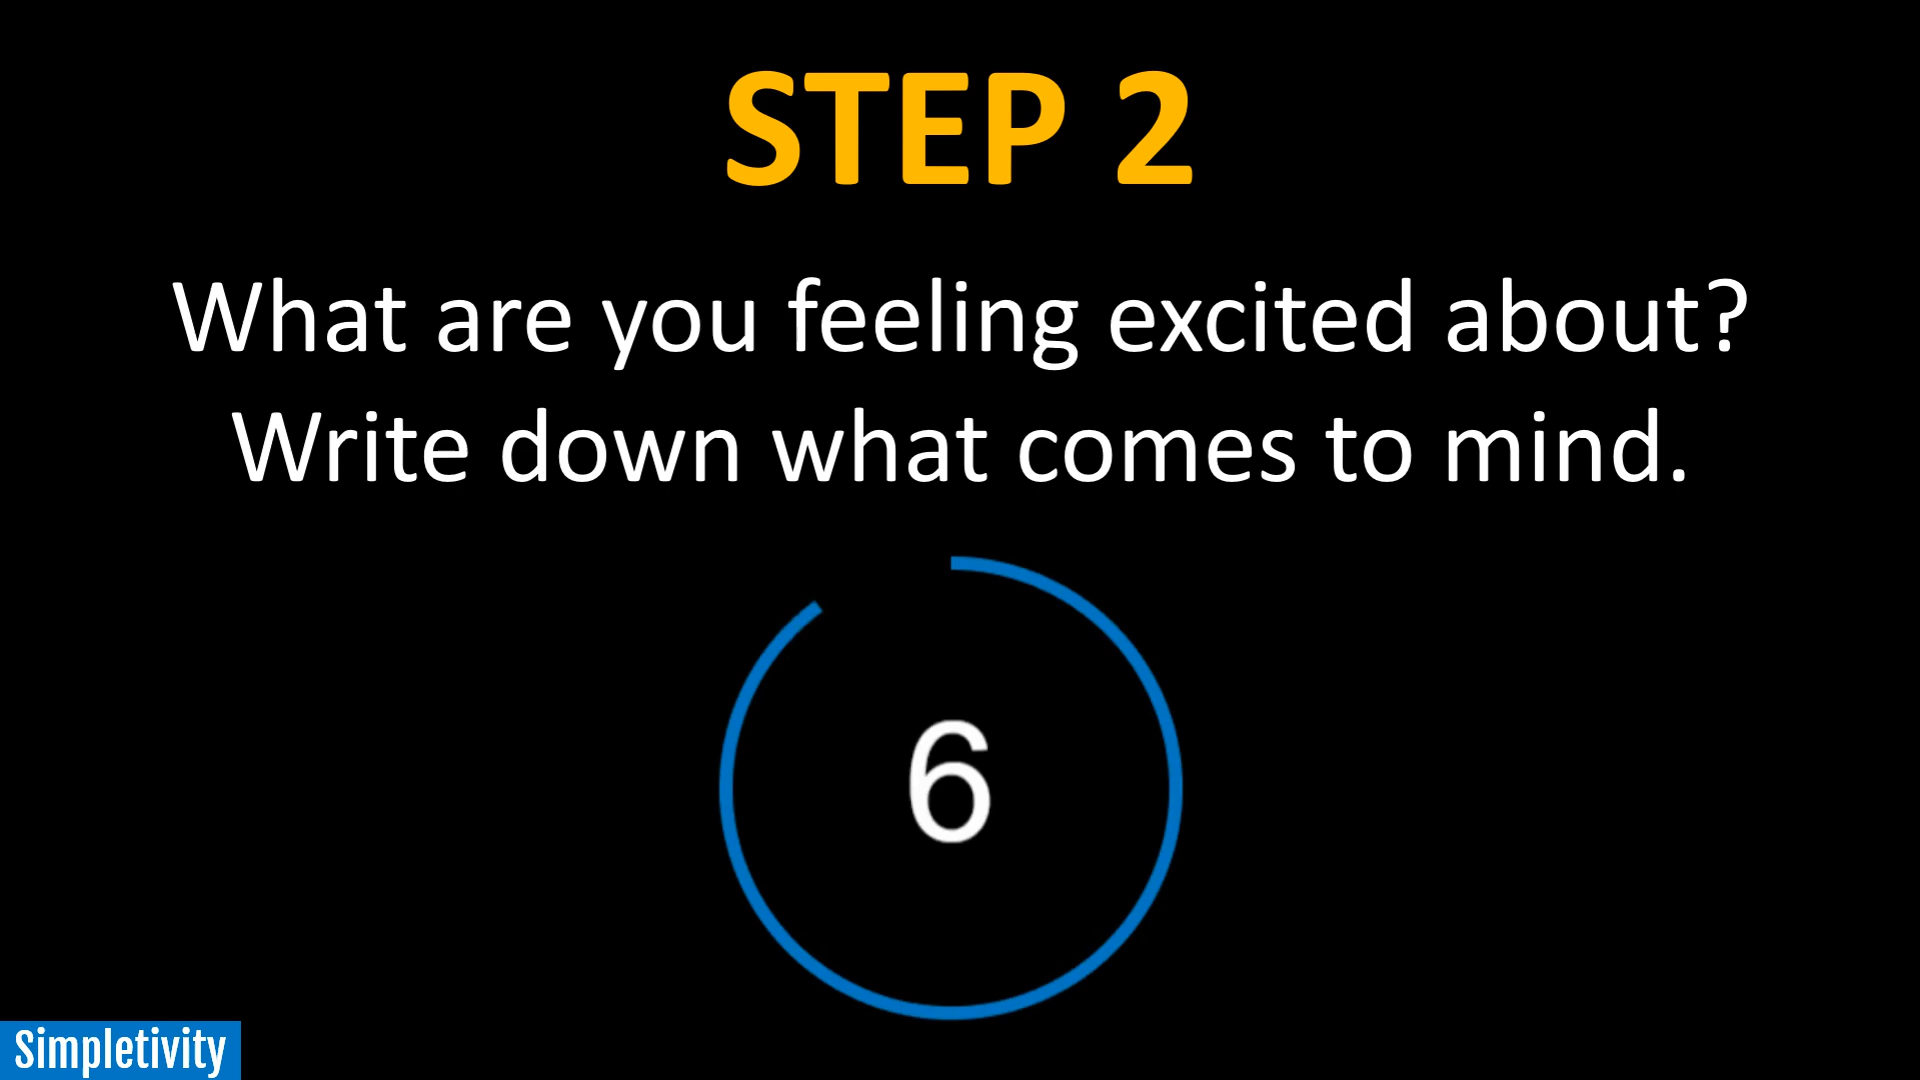 STEP 2
What are you feeling excited about?
Write down what comes to mind.
6
Simpletivity